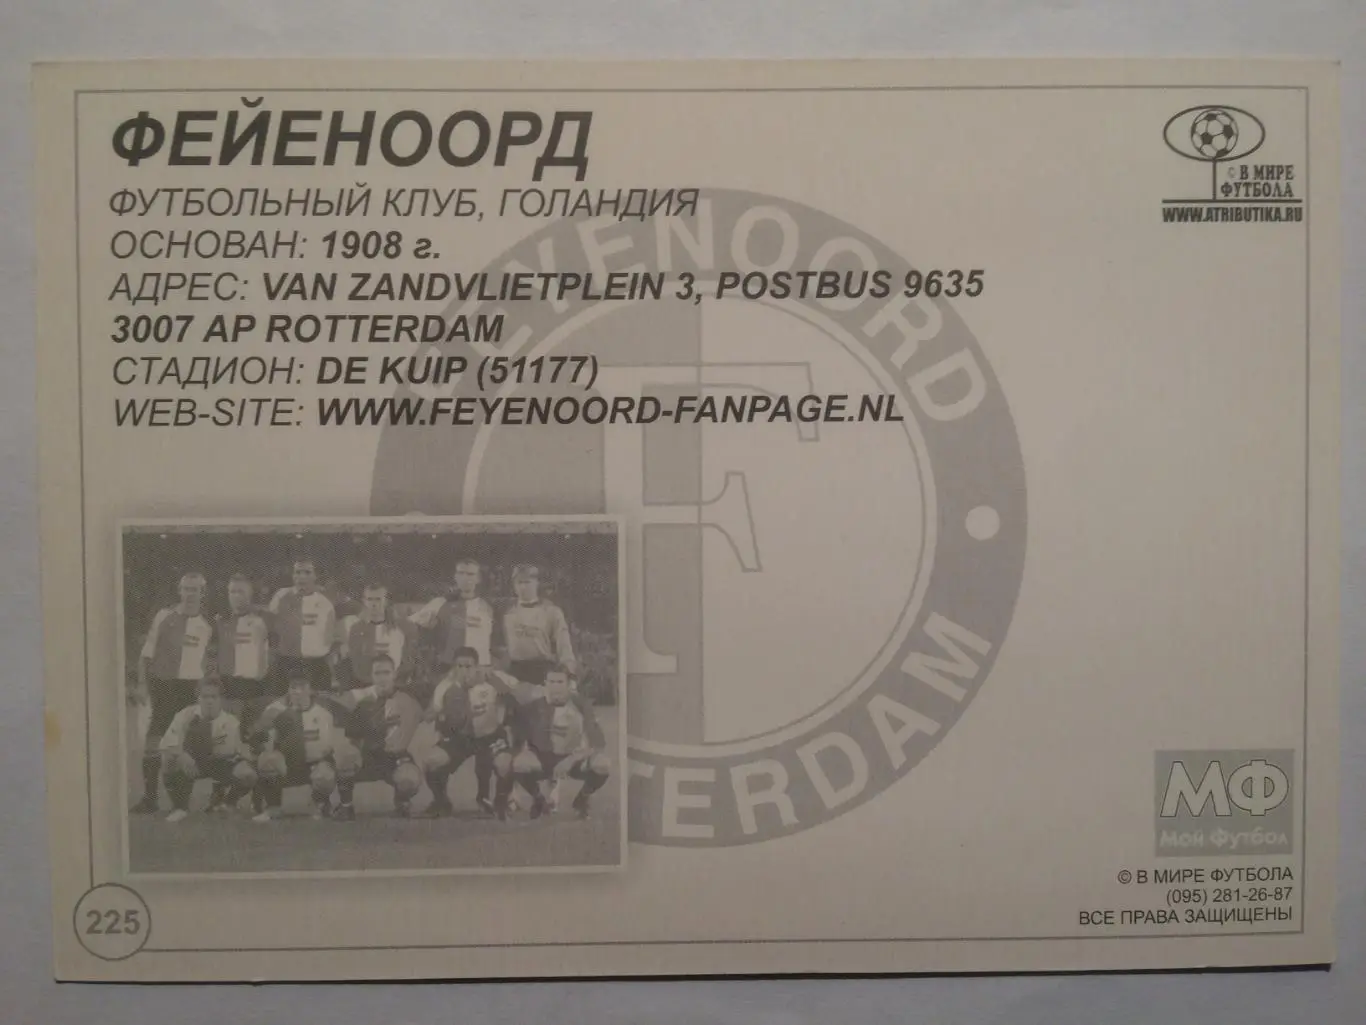 ФЕЙЕНООРД
ФУТБОЛЬНЫЙ КЛУБ, ГОЛАНДИЯ
ОСНОВАН: 1908 г.
АДРЕС: VAN ZANDVLIETPLEIN 3, POSTBUS 9635
3007 AP ROTTERDAM
СТАДИОН: DE KUIP (51177)
WEB-SITE: WWW.FEYENOORD-FANPAGE.NL
© В МИРЕ
ФУТБОЛА
WWW.ATRIBUTIKA.RU
FEYENOORD
F
TERDAM
МФ
Мой Футбол
© В МИРЕ ФУТБОЛА
(095) 281-26-87
ВСЕ ПРАВА ЗАЩИЩЕНЫ
225